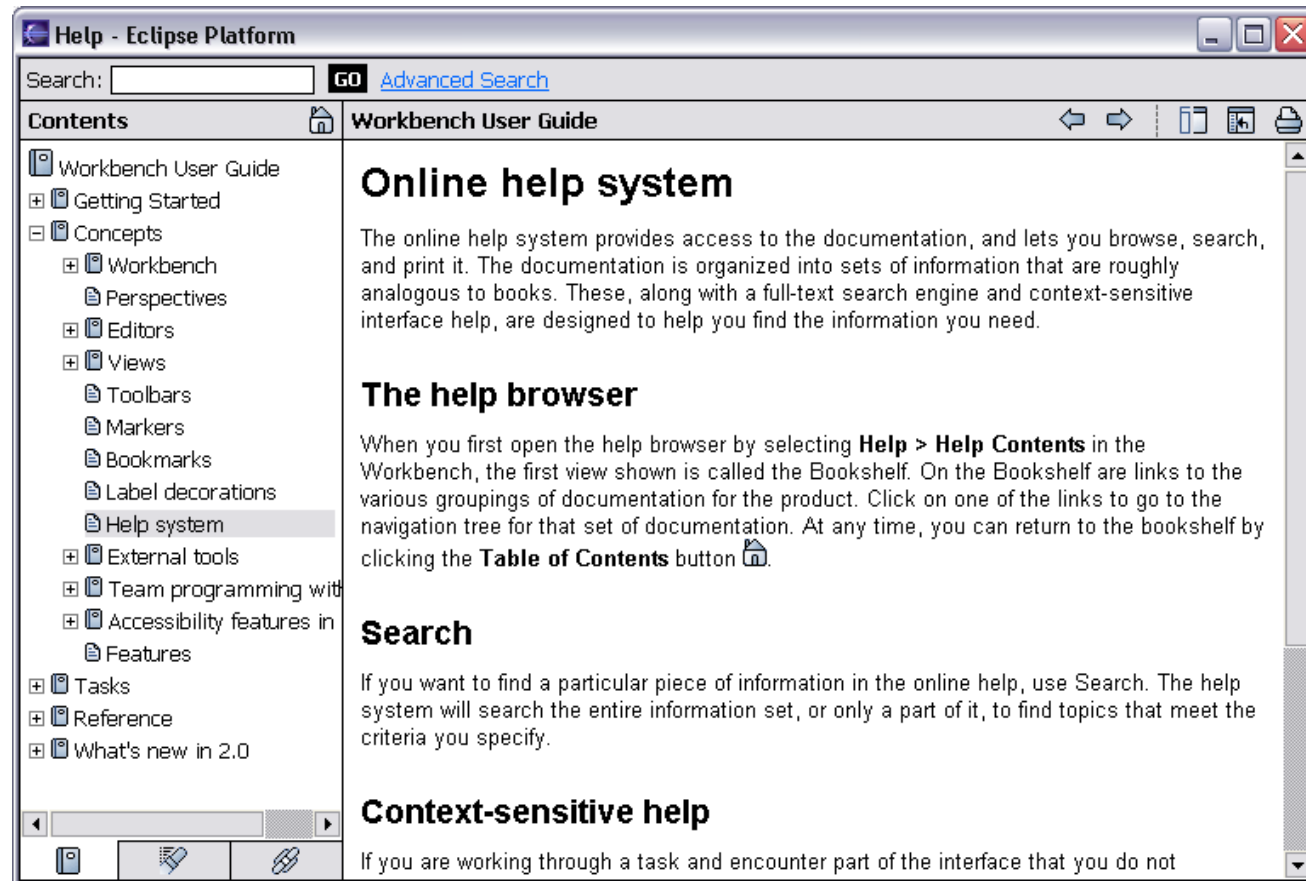 Help - Eclipse Platform
Search: GO Advanced Search
Contents
Workbench User Guide
Workbench User Guide
Getting Started
Concepts
Workbench
Perspectives
Editors
Views
Toolbars
Markers
Bookmarks
Label decorations
Help system
External tools
Team programming with
Accessibility features in
Features
Tasks
Reference
What's new in 2.0
Online help system
The online help system provides access to the documentation, and lets you browse, search,
and print it. The documentation is organized into sets of information that are roughly
analogous to books. These, along with a full-text search engine and context-sensitive
interface help, are designed to help you find the information you need.
The help browser
When you first open the help browser by selecting Help > Help Contents in the
Workbench, the first view shown is called the Bookshelf. On the Bookshelf are links to the
various groupings of documentation for the product. Click on one of the links to go to the
navigation tree for that set of documentation. At any time, you can return to the bookshelf by
clicking the Table of Contents button .
Search
If you want to find a particular piece of information in the online help, use Search. The help
system will search the entire information set, or only a part of it, to find topics that meet the
criteria you specify.
Context-sensitive help
If you are working through a task and encounter part of the interface that you do not